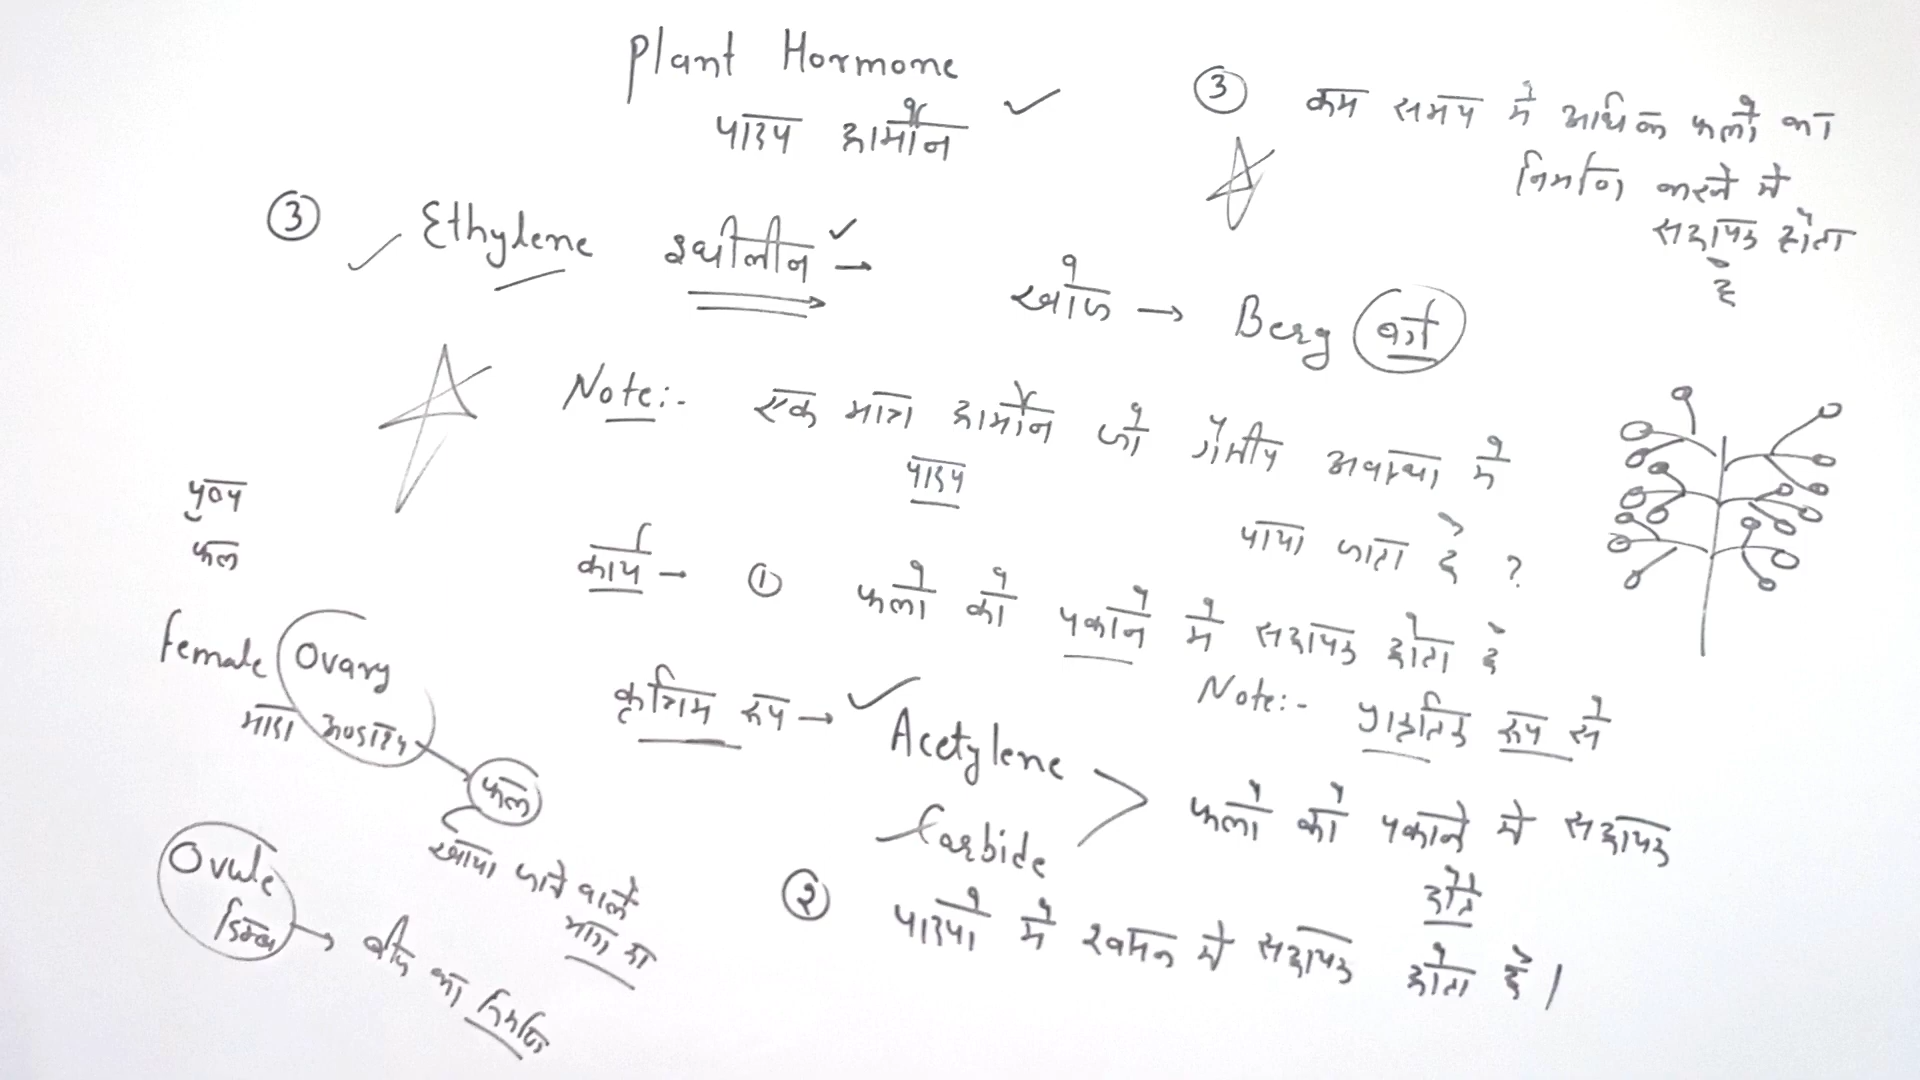 Plant Hormone
पादप हार्मोन
③ Ethylene इथीलीन →
खोज → Berg बर्ग
Note:- एक मात्र हार्मोन जो गैसीय अवस्था में
पादप
पाया जाता है ?
कार्य → ① फलों को पकाने में सहायक होता है
कृत्रिम रूप → Acetylene
Carbide
Note:- प्राकृतिक रूप से
फलों को पकाने में सहायक
होते
② पादपों में स्वमन में सहायक होता है।
③ कम समय में अधिक फलों का
निर्माण करने में
सहायक होता
है
पुष्प
फल
Female Ovary
मादा अण्डाशय
फल
खाया जाने वाले
भाग का
Ovule
डिम्ब → बीज का निर्माण